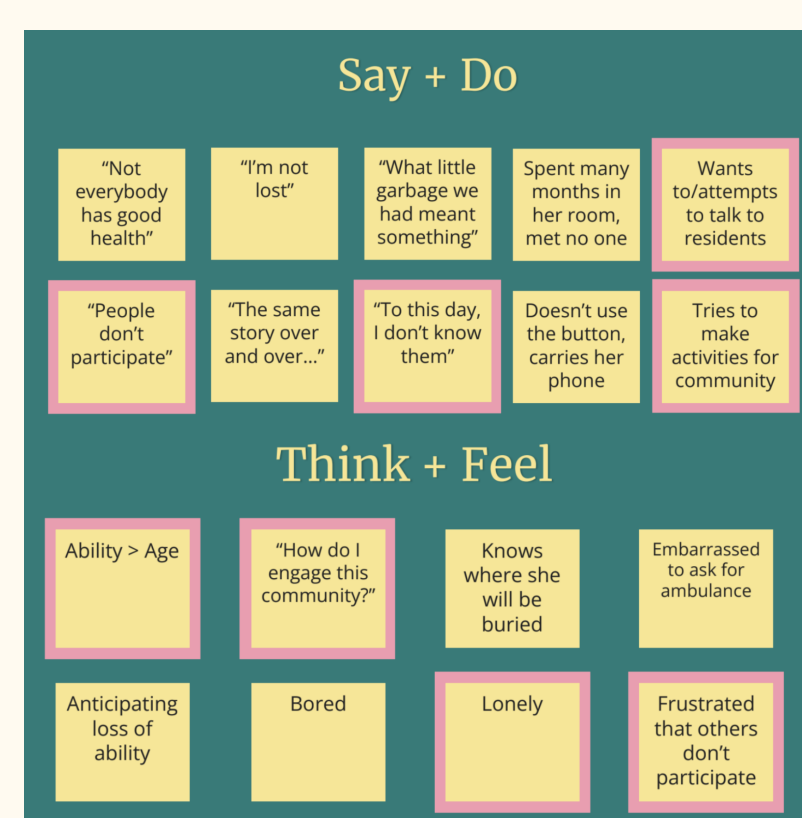 Say + Do
“Not
everybody
has good
health”
“I’m not
lost”
“What little
garbage we
had meant
something”
Spent many
months in
her room,
met no one
Wants
to/attempts
to talk to
residents
“People
don’t
participate”
“The same
story over
and over...”
“To this day,
I don’t know
them”
Doesn’t use
the button,
carries her
phone
Tries to
make
activities for
community
Think + Feel
Ability > Age
“How do I
engage this
community?”
Knows
where she
will be
buried
Embarrassed
to ask for
ambulance
Anticipating
loss of
ability
Bored
Lonely
Frustrated
that others
don’t
participate